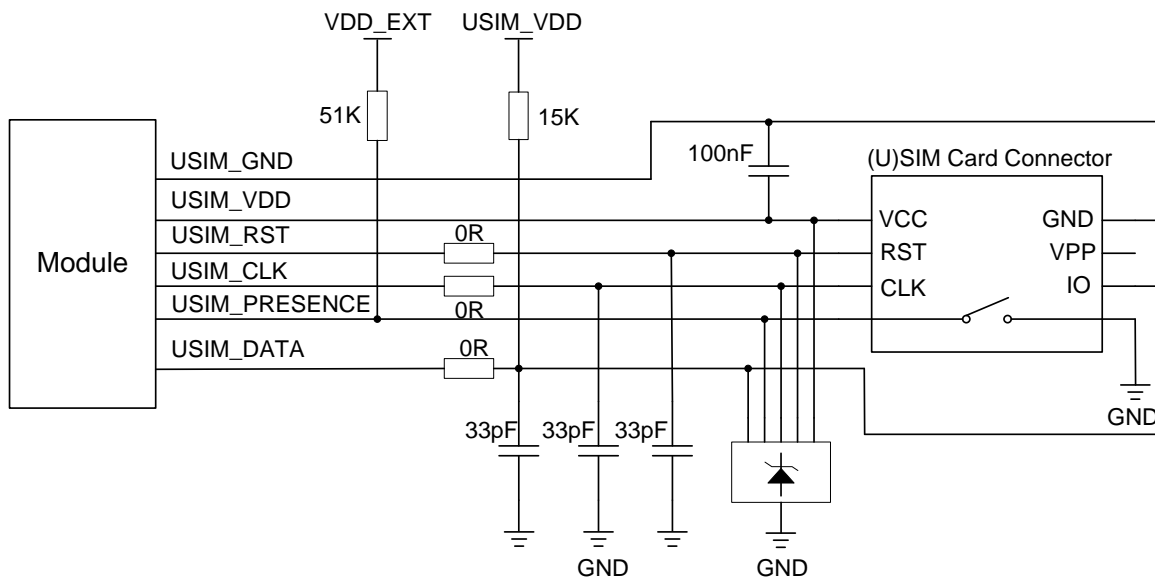 VDD_EXT USIM_VDD
51K 15K
USIM_GND
100nF
(U)SIM Card Connector
USIM_VDD
VCC GND
USIM_RST 0R
RST VPP
Module
USIM_CLK
CLK IO
USIM_PRESENCE 0R
USIM_DATA 0R
GND
33pF 33pF 33pF
GND GND